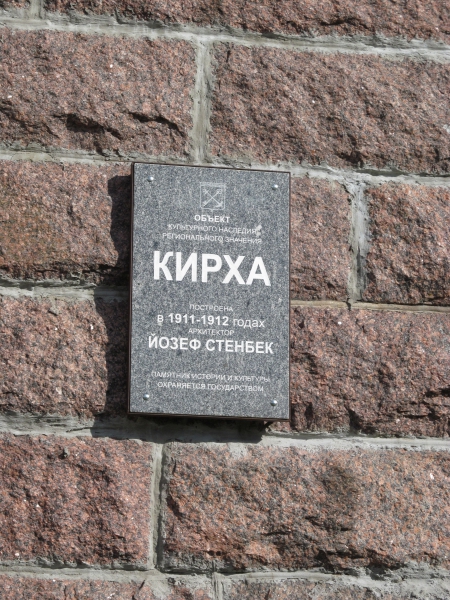 ОБЪЕКТ
КУЛЬТУРНОГО НАСЛЕДИЯ
РЕГИОНАЛЬНОГО ЗНАЧЕНИЯ
КИРХА
ПОСТРОЕНА
в 1911-1912 годах
АРХИТЕКТОР
ЙОЗЕФ СТЕНБЕК
ПАМЯТНИК ИСТОРИИ И КУЛЬТУРЫ
ОХРАНЯЕТСЯ ГОСУДАРСТВОМ